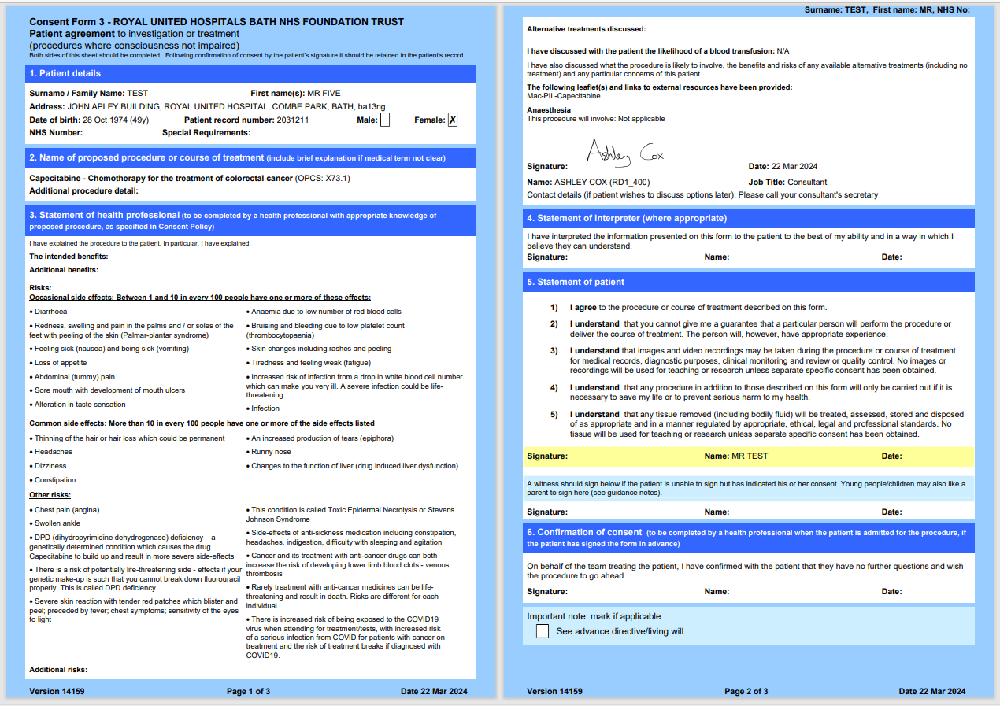 Consent Form 3 - ROYAL UNITED HOSPITALS BATH NHS FOUNDATION TRUST
Patient agreement to investigation or treatment
(procedures where consciousness not impaired)
Both sides of this sheet should be completed. Following confirmation of consent by the patient's signature it should be retained in the patient's record.
1. Patient details
Surname / Family Name: TEST First name(s): MR FIVE
Address: JOHN APLEY BUILDING, ROYAL UNITED HOSPITAL, COMBE PARK, BATH, ba13ng
Date of birth: 28 Oct 1974 (49y) Patient record number: 2031211 Male: Female: ✗
NHS Number: Special Requirements:
2. Name of proposed procedure or course of treatment (include brief explanation if medical term not clear)
Capecitabine - Chemotherapy for the treatment of colorectal cancer (OPCS: X73.1)
Additional procedure detail:
3. Statement of health professional (to be completed by a health professional with appropriate knowledge of
proposed procedure, as specified in Consent Policy)
I have explained the procedure to the patient. In particular, I have explained:
The intended benefits:
Additional benefits:
Risks:
Occasional side effects: Between 1 and 10 in every 100 people have one or more of these effects:
• Diarrhoea
• Redness, swelling and pain in the palms and / or soles of the
feet with peeling of the skin (Palmar-plantar syndrome)
• Feeling sick (nausea) and being sick (vomiting)
• Loss of appetite
• Abdominal (tummy) pain
• Sore mouth with development of mouth ulcers
• Alteration in taste sensation
• Anaemia due to low number of red blood cells
• Bruising and bleeding due to low platelet count
(thrombocytopaenia)
• Skin changes including rashes and peeling
• Tiredness and feeling weak (fatigue)
• Increased risk of infection from a drop in white blood cell number
which can make you very ill. A severe infection could be life-
threatening.
• Infection
Common side effects: More than 10 in every 100 people have one or more of the side effects listed
• Thinning of the hair or hair loss which could be permanent
• Headaches
• Dizziness
• Constipation
• An increased production of tears (epiphora)
• Runny nose
• Changes to the function of liver (drug induced liver dysfunction)
Other risks:
• Chest pain (angina)
• Swollen ankle
• DPD (dihydropyrimidine dehydrogenase) deficiency – a
genetically determined condition which causes the drug
Capecitabine to build up and result in more severe side-effects
• There is a risk of potentially life-threatening side - effects if your
genetic make-up is such that you cannot break down fluorouracil
properly. This is called DPD deficiency.
• Severe skin reaction with tender red patches which blister and
peel; preceded by fever; chest symptoms; sensitivity of the eyes
to light
• This condition is called Toxic Epidermal Necrolysis or Stevens
Johnson Syndrome
• Side-effects of anti-sickness medication including constipation,
headaches, indigestion, difficulty with sleeping and agitation
• Cancer and its treatment with anti-cancer drugs can both
increase the risk of developing lower limb blood clots - venous
thrombosis
• Rarely treatment with anti-cancer medicines can be life-
threatening and result in death. Risks are different for each
individual
• There is increased risk of being exposed to the COVID19
virus when attending for treatment/tests, with increased risk
of a serious infection from COVID for patients with cancer on
treatment and the risk of treatment breaks if diagnosed with
COVID19.
Additional risks:
Version 14159 Page 1 of 3 Date 22 Mar 2024
Surname: TEST, First name: MR, NHS No:
Alternative treatments discussed:
I have discussed with the patient the likelihood of a blood transfusion: N/A
I have also discussed what the procedure is likely to involve, the benefits and risks of any available alternative treatments (including no
treatment) and any particular concerns of this patient.
The following leaflet(s) and links to external resources have been provided:
Mac-PIL-Capecitabine
Anaesthesia
This procedure will involve: Not applicable
Ashley Cox
Signature: Date: 22 Mar 2024
Name: ASHLEY COX (RD1_400) Job Title: Consultant
Contact details (if patient wishes to discuss options later): Please call your consultant's secretary
4. Statement of interpreter (where appropriate)
I have interpreted the information presented on this form to the patient to the best of my ability and in a way in which I
believe they can understand.
Signature: Name: Date:
5. Statement of patient
1) I agree to the procedure or course of treatment described on this form.
2) I understand that you cannot give me a guarantee that a particular person will perform the procedure or
deliver the course of treatment. The person will, however, have appropriate experience.
3) I understand that images and video recordings may be taken during the procedure or course of treatment
for medical records, diagnostic purposes, clinical monitoring and review or quality control. No images or
recordings will be used for teaching or research unless separate specific consent has been obtained.
4) I understand that any procedure in addition to those described on this form will only be carried out if it is
necessary to save my life or to prevent serious harm to my health.
5) I understand that any tissue removed (including bodily fluid) will be treated, assessed, stored and disposed
of as appropriate and in a manner regulated by appropriate, ethical, legal and professional standards. No
tissue will be used for teaching or research unless separate specific consent has been obtained.
Signature: Name: MR TEST Date:
A witness should sign below if the patient is unable to sign but has indicated his or her consent. Young people/children may also like a
parent to sign here (see guidance notes).
Signature: Name: Date:
6. Confirmation of consent (to be completed by a health professional when the patient is admitted for the procedure, if
the patient has signed the form in advance)
On behalf of the team treating the patient, I have confirmed with the patient that they have no further questions and wish
the procedure to go ahead.
Signature: Name: Date:
Important note: mark if applicable
See advance directive/living will
Version 14159 Page 2 of 3 Date 22 Mar 2024